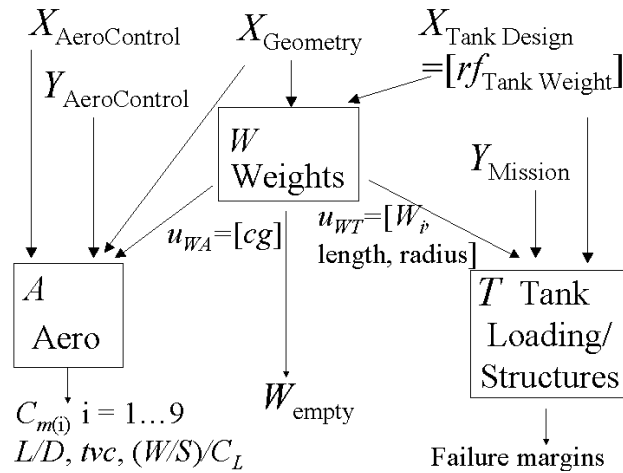 X_AeroControl
X_Geometry
X_Tank Design
=[rf_Tank Weight]
Y_AeroControl
W
Weights
Y_Mission
u_WA=[cg]
u_WT=[W_i,
length, radius]
A
Aero
T Tank
Loading/
Structures
C_m(i) i = 1…9
L/D, tvc, (W/S)/C_L
W_empty
Failure margins